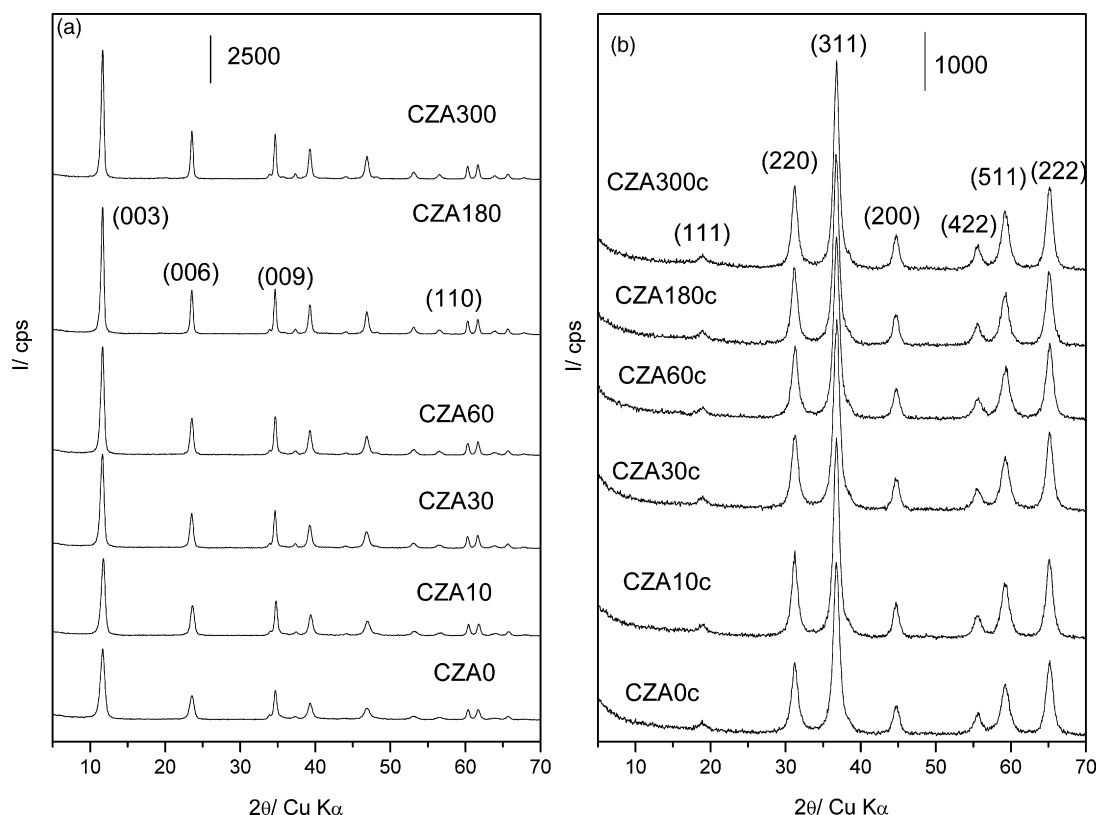 (a)
2500
CZA300
CZA180
(003)
(006)
(009)
(110)
CZA60
CZA30
CZA10
CZA0
I/ cps
10 20 30 40 50 60 70
2θ/ Cu Kα
(b)
(311)
1000
(220)
(511)
(222)
CZA300c
(200)
(422)
(111)
CZA180c
CZA60c
CZA30c
CZA10c
CZA0c
I/ cps
10 20 30 40 50 60 70
2θ/ Cu Kα